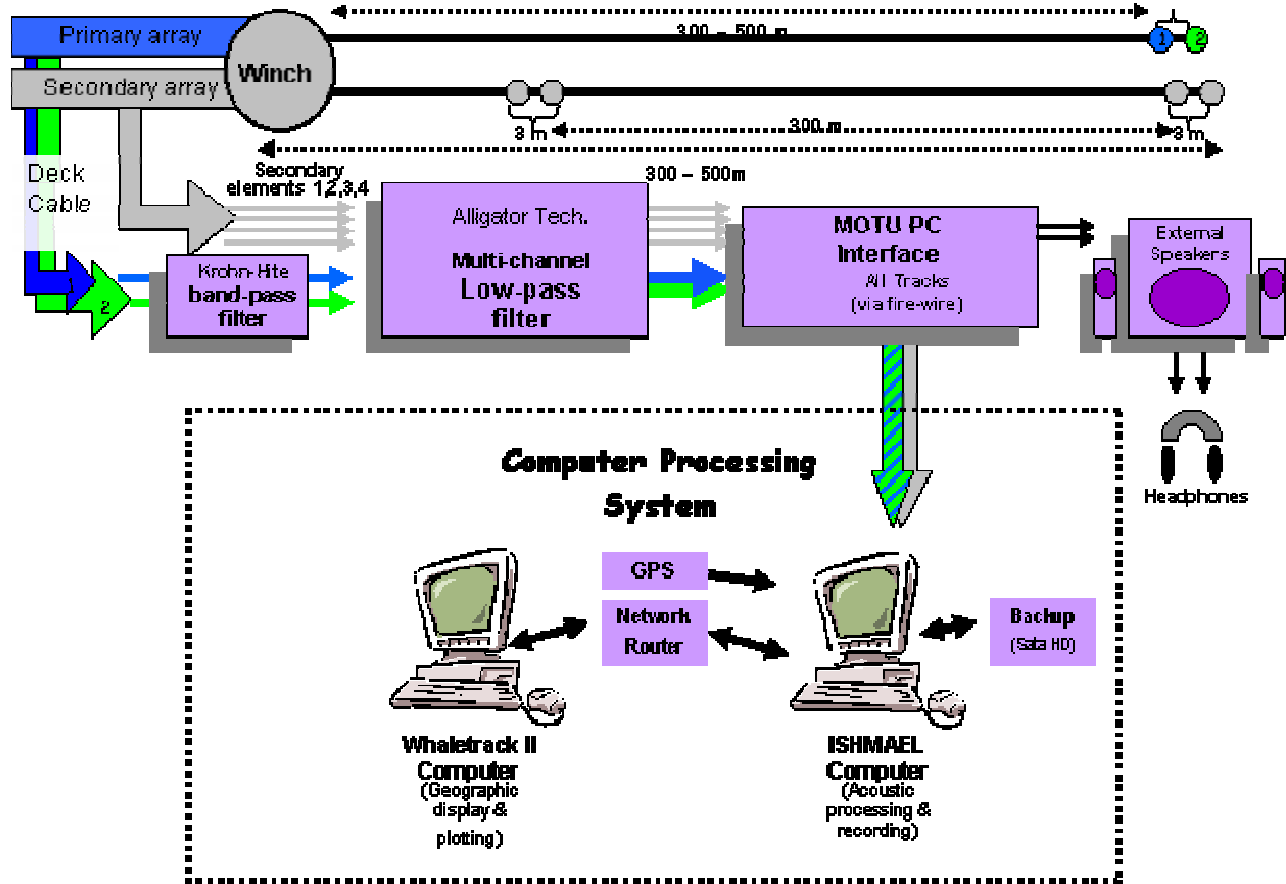 Primary array
300 – 500 m
1
2
Winch
Secondary array
3 m
300 m
3 m
Deck
Cable
Secondary
elements 1,2,3,4
300 – 500m
Alligator Tech.
Multi-channel
Low-pass
filter
MOTU PC
Interface
All Tracks
(via fire-wire)
External
Speakers
Krohn-Hite
band-pass
filter
2
Headphones
Computer Processing
System
GPS
Network
Router
Backup
(Sata HD)
Whaletrack II
Computer
(Geographic
display &
plotting)
ISHMAEL
Computer
(Acoustic
processing &
recording)